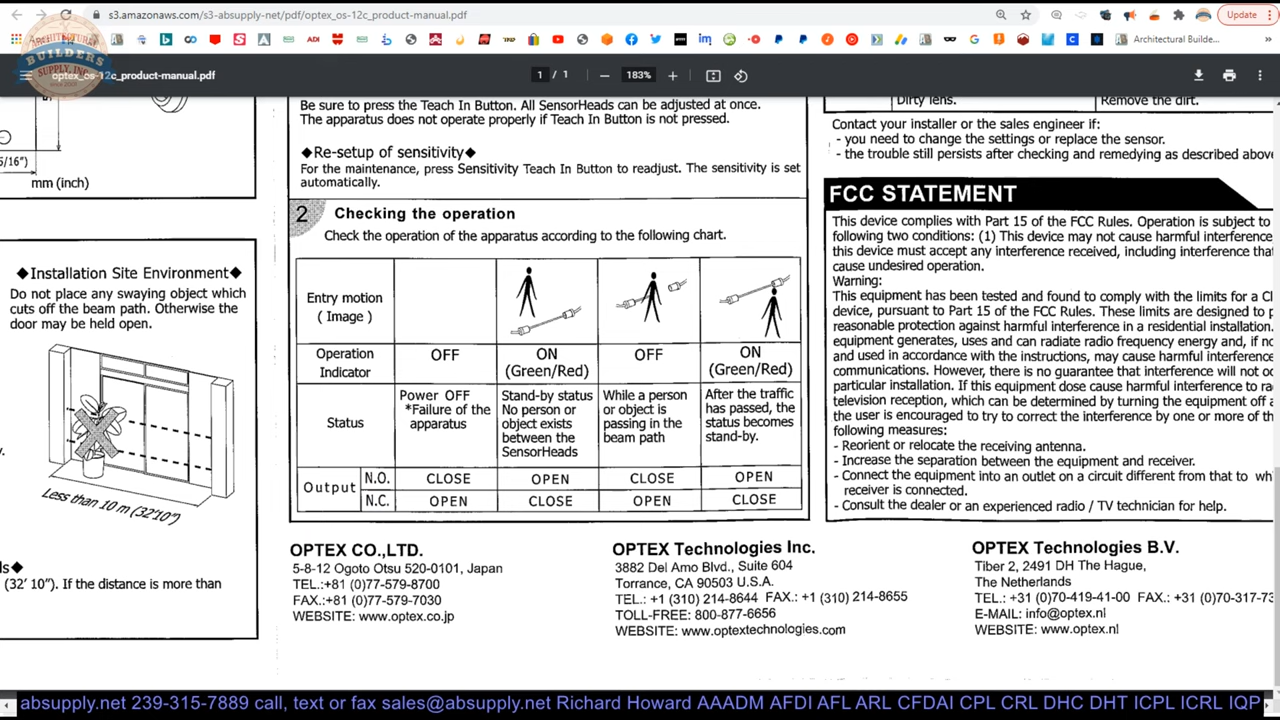 s3.amazonaws.com/s3-absupply-net/pdf/optex_os-12c_product-manual.pdf
Update
Architectural Builde...
ARCHITECTURAL
BUILDERS
SUPPLY, INC.
SINCE 2003
optex_os-12c_product-manual.pdf
1 / 1
183%
5/16")
mm (inch)
◆Installation Site Environment◆
Do not place any swaying object which
cuts off the beam path. Otherwise the
door may be held open.
Less than 10 m (32'10")
(32' 10"). If the distance is more than
Be sure to press the Teach In Button. All SensorHeads can be adjusted at once.
The apparatus does not operate properly if Teach In Button is not pressed.
◆Re-setup of sensitivity◆
For the maintenance, press Sensitivity Teach In Button to readjust. The sensitivity is set
automatically.
2 Checking the operation
Check the operation of the apparatus according to the following chart.
Entry motion
( Image )
Operation
Indicator
OFF
ON
(Green/Red)
OFF
ON
(Green/Red)
Status
Power OFF
*Failure of the
apparatus
Stand-by status
No person or
object exists
between the
SensorHeads
While a person
or object is
passing in the
beam path
After the traffic
has passed, the
status becomes
stand-by.
Output
N.O. CLOSE OPEN CLOSE OPEN
N.C. OPEN CLOSE OPEN CLOSE
Dirty lens. Remove the dirt.
Contact your installer or the sales engineer if:
- you need to change the settings or replace the sensor.
- the trouble still persists after checking and remedying as described above
FCC STATEMENT
This device complies with Part 15 of the FCC Rules. Operation is subject to
following two conditions: (1) This device may not cause harmful interference
this device must accept any interference received, including interference that
cause undesired operation.
Warning:
This equipment has been tested and found to comply with the limits for a Cl
device, pursuant to Part 15 of the FCC Rules. These limits are designed to p
reasonable protection against harmful interference in a residential installation.
equipment generates, uses and can radiate radio frequency energy and, if no
and used in accordance with the instructions, may cause harmful interference
communications. However, there is no guarantee that interference will not oc
particular installation. If this equipment dose cause harmful interference to ra
television reception, which can be determined by turning the equipment off a
the user is encouraged to try to correct the interference by one or more of th
following measures:
- Reorient or relocate the receiving antenna.
- Increase the separation between the equipment and receiver.
- Connect the equipment into an outlet on a circuit different from that to wh
receiver is connected.
- Consult the dealer or an experienced radio / TV technician for help.
OPTEX CO.,LTD.
5-8-12 Ogoto Otsu 520-0101, Japan
TEL.:+81 (0)77-579-8700
FAX.:+81 (0)77-579-7030
WEBSITE: www.optex.co.jp
OPTEX Technologies Inc.
3882 Del Amo Blvd., Suite 604
Torrance, CA 90503 U.S.A.
TEL.: +1 (310) 214-8644 FAX.: +1 (310) 214-8655
TOLL-FREE: 800-877-6656
WEBSITE: www.optextechnologies.com
OPTEX Technologies B.V.
Tiber 2, 2491 DH The Hague,
The Netherlands
TEL.: +31 (0)70-419-41-00 FAX.: +31 (0)70-317-73
E-MAIL: info@optex.nl
WEBSITE: www.optex.nl
absupply.net 239-315-7889 call, text or fax sales@absupply.net Richard Howard AAADM AFDI AFL ARL CFDAI CPL CRL DHC DHT ICPL ICRL IQP